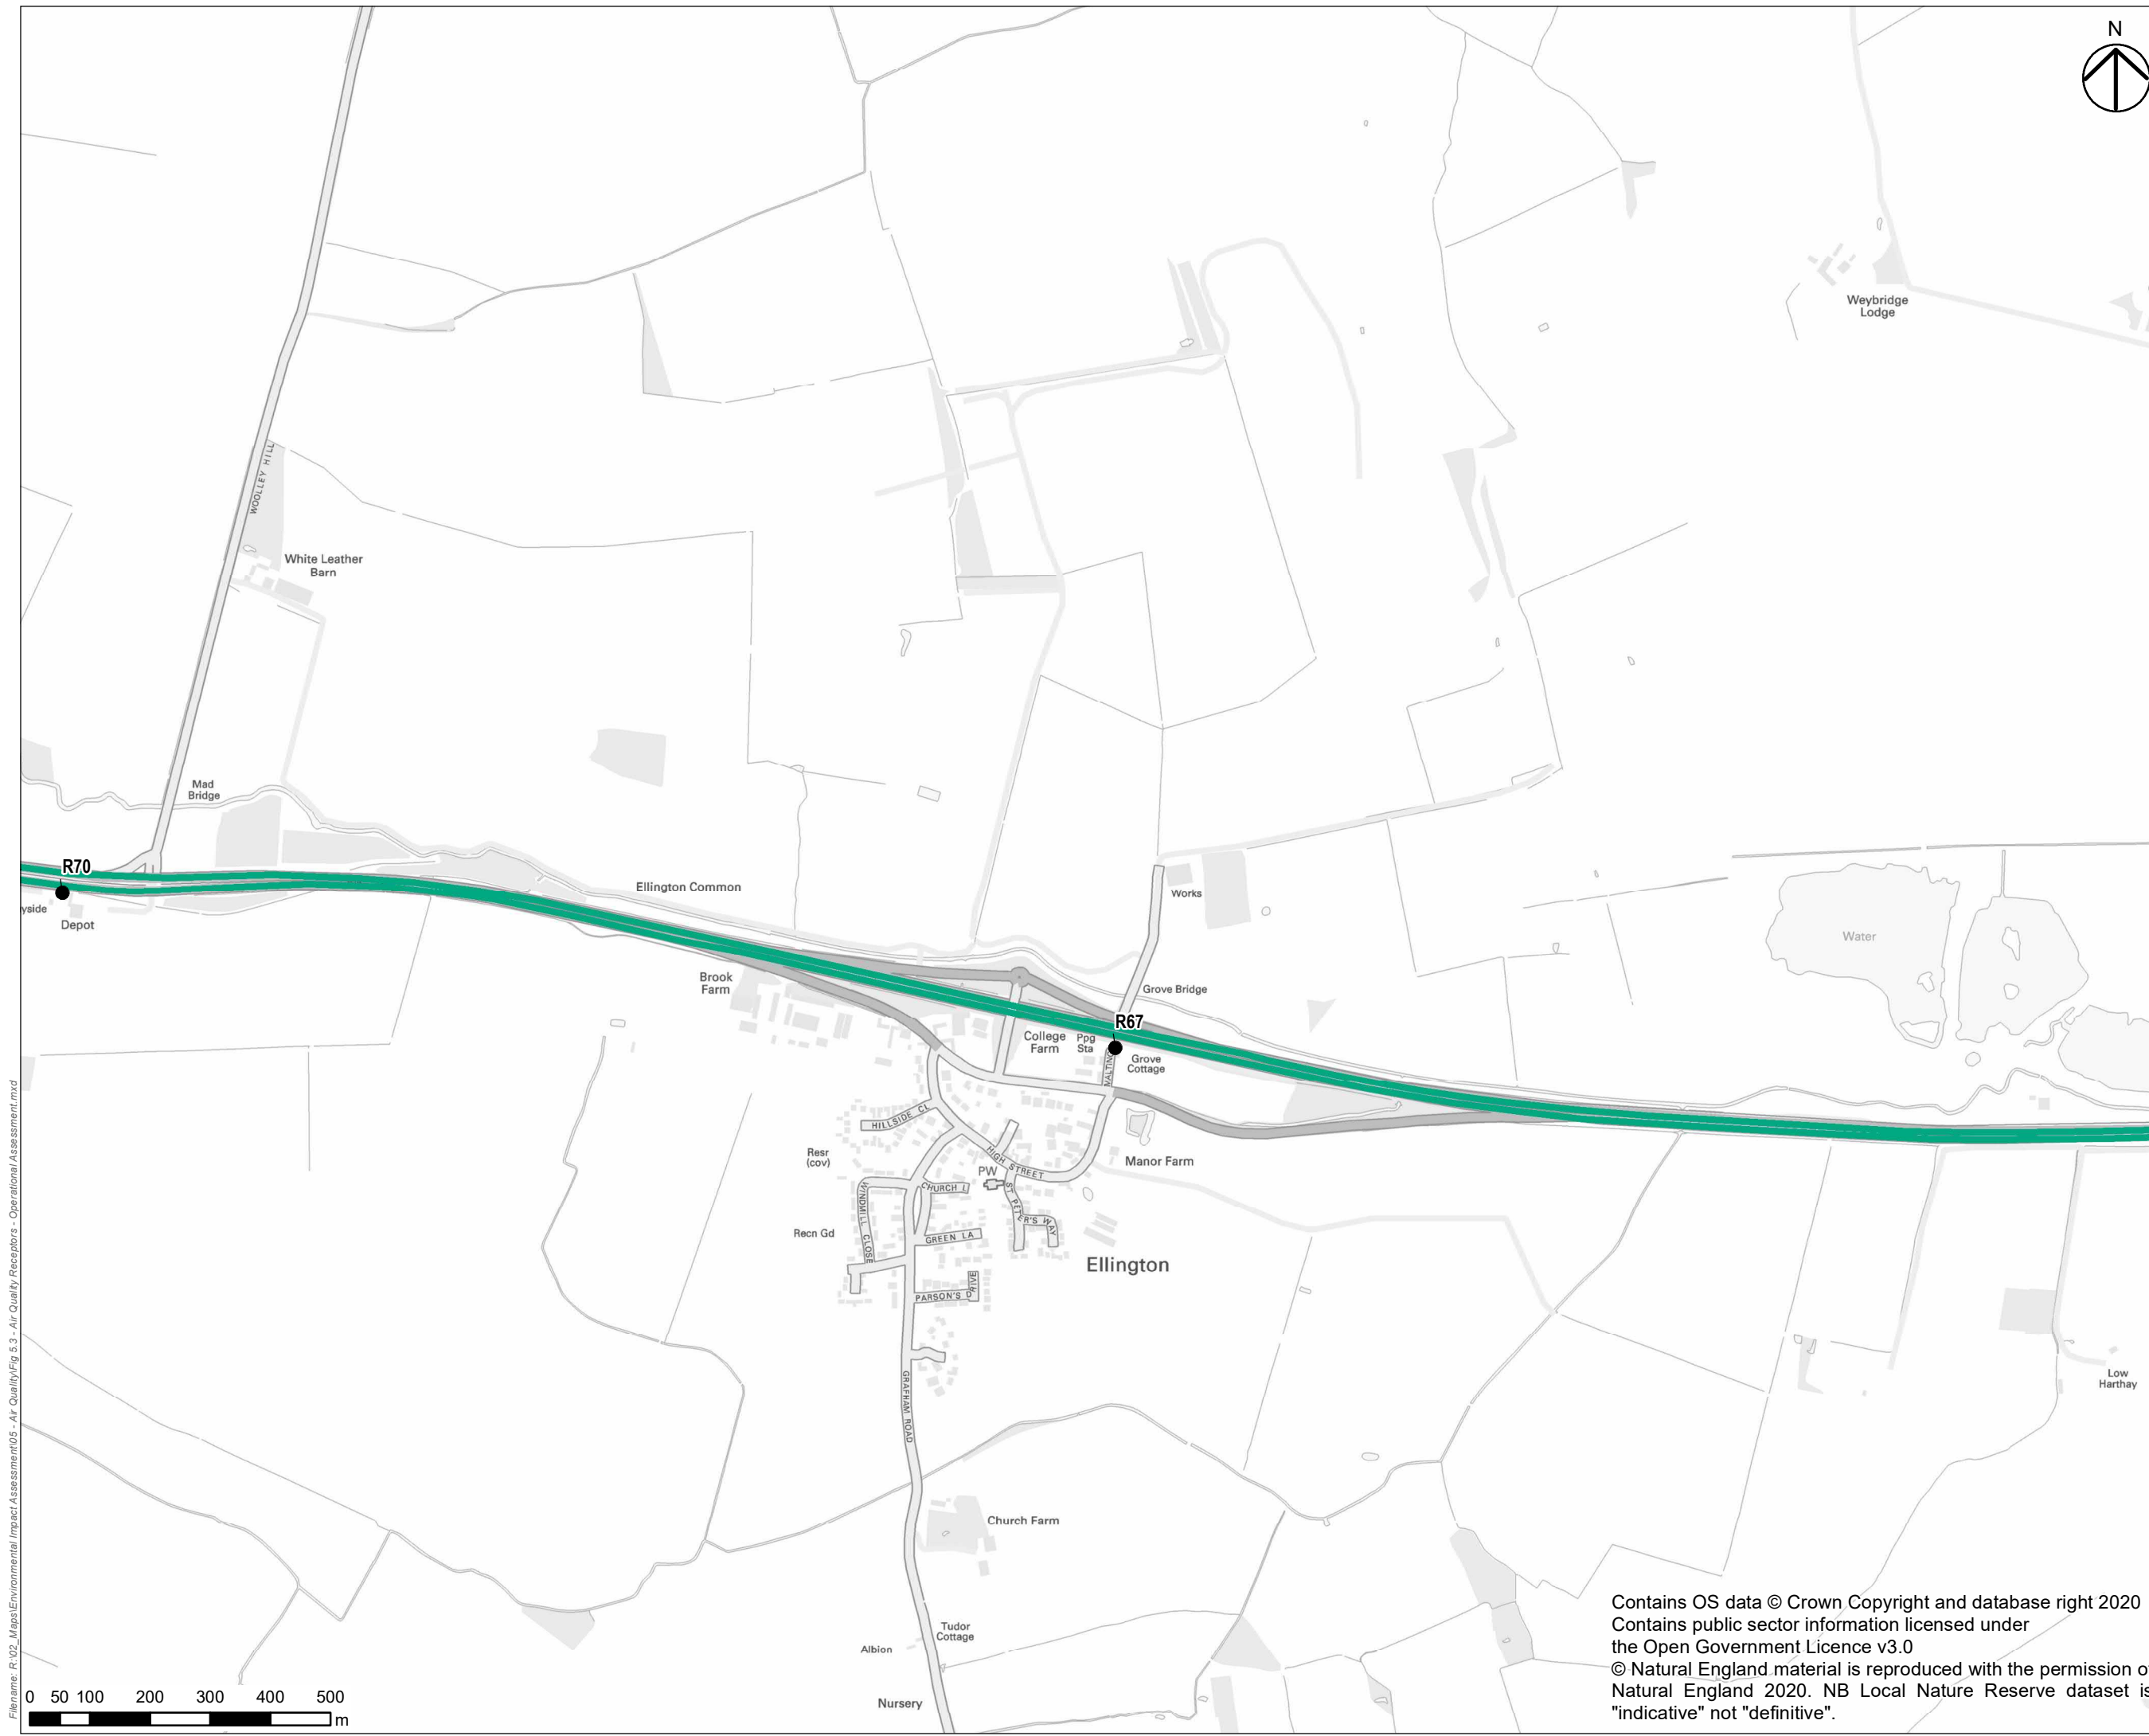 N
Weybridge
Lodge
WOOLLEY HILL
White Leather
Barn
Mad
Bridge
R70
yside
Depot
Ellington Common
Works
Water
Brook
Farm
Grove Bridge
R67
College
Farm
Ppg
Sta
Grove
Cottage
MALTING
HILLSIDE CL
Resr
(cov)
HIGH STREET
PW
Manor Farm
CHURCH L
ST PETER'S WAY
WINDMILL CLOSE
Recn Gd
GREEN LA
Ellington
PARSON'S DRIVE
GRAFHAM ROAD
Low
Harthay
Church Farm
Tudor
Cottage
Albion
Nursery
0 50 100 200 300 400 500
m
Contains OS data © Crown Copyright and database right 2020
Contains public sector information licensed under
the Open Government Licence v3.0
© Natural England material is reproduced with the permission of
Natural England 2020. NB Local Nature Reserve dataset is
"indicative" not "definitive".
Filename: R:\02_Maps\Environmental Impact Assessment\05 - Air Quality\Fig 5.3 - Air Quality Receptors - Operational Assessment.mxd